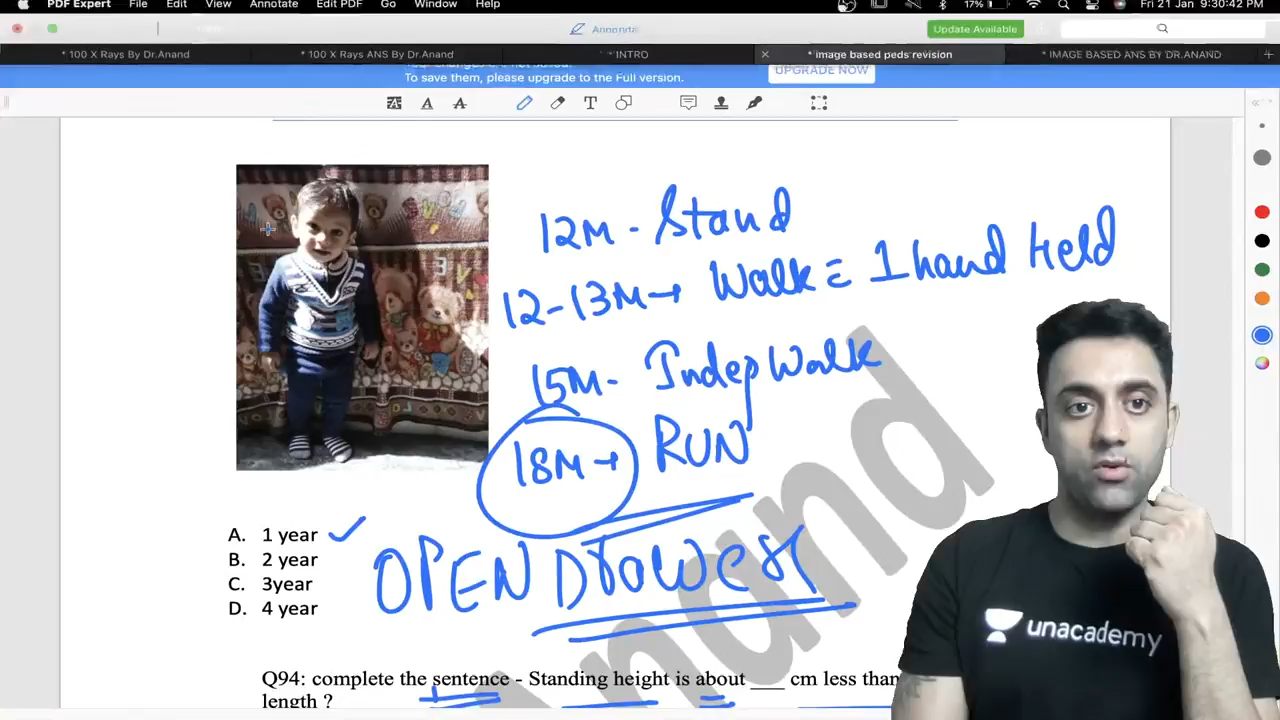 PDF Expert File Edit View Annotate Edit PDF Go Window Help 17% Fri 21 Jan 9:30:42 PM
Annotate Update Available
* 100 X Rays By Dr.Anand * 100 X Rays ANS By Dr.Anand * INTRO * image based peds revision * IMAGE BASED ANS BY DR.ANAND
To save them, please upgrade to the Full version. UPGRADE NOW
12M - Stand
12-13M → Walk c̄ 1 hand Held
15M - Indep Walk
18M → RUN
A. 1 year ✓
B. 2 year
C. 3year
D. 4 year
OPEN Drawers
unacademy
Q94: complete the sentence - Standing height is about ___ cm less than
length ?